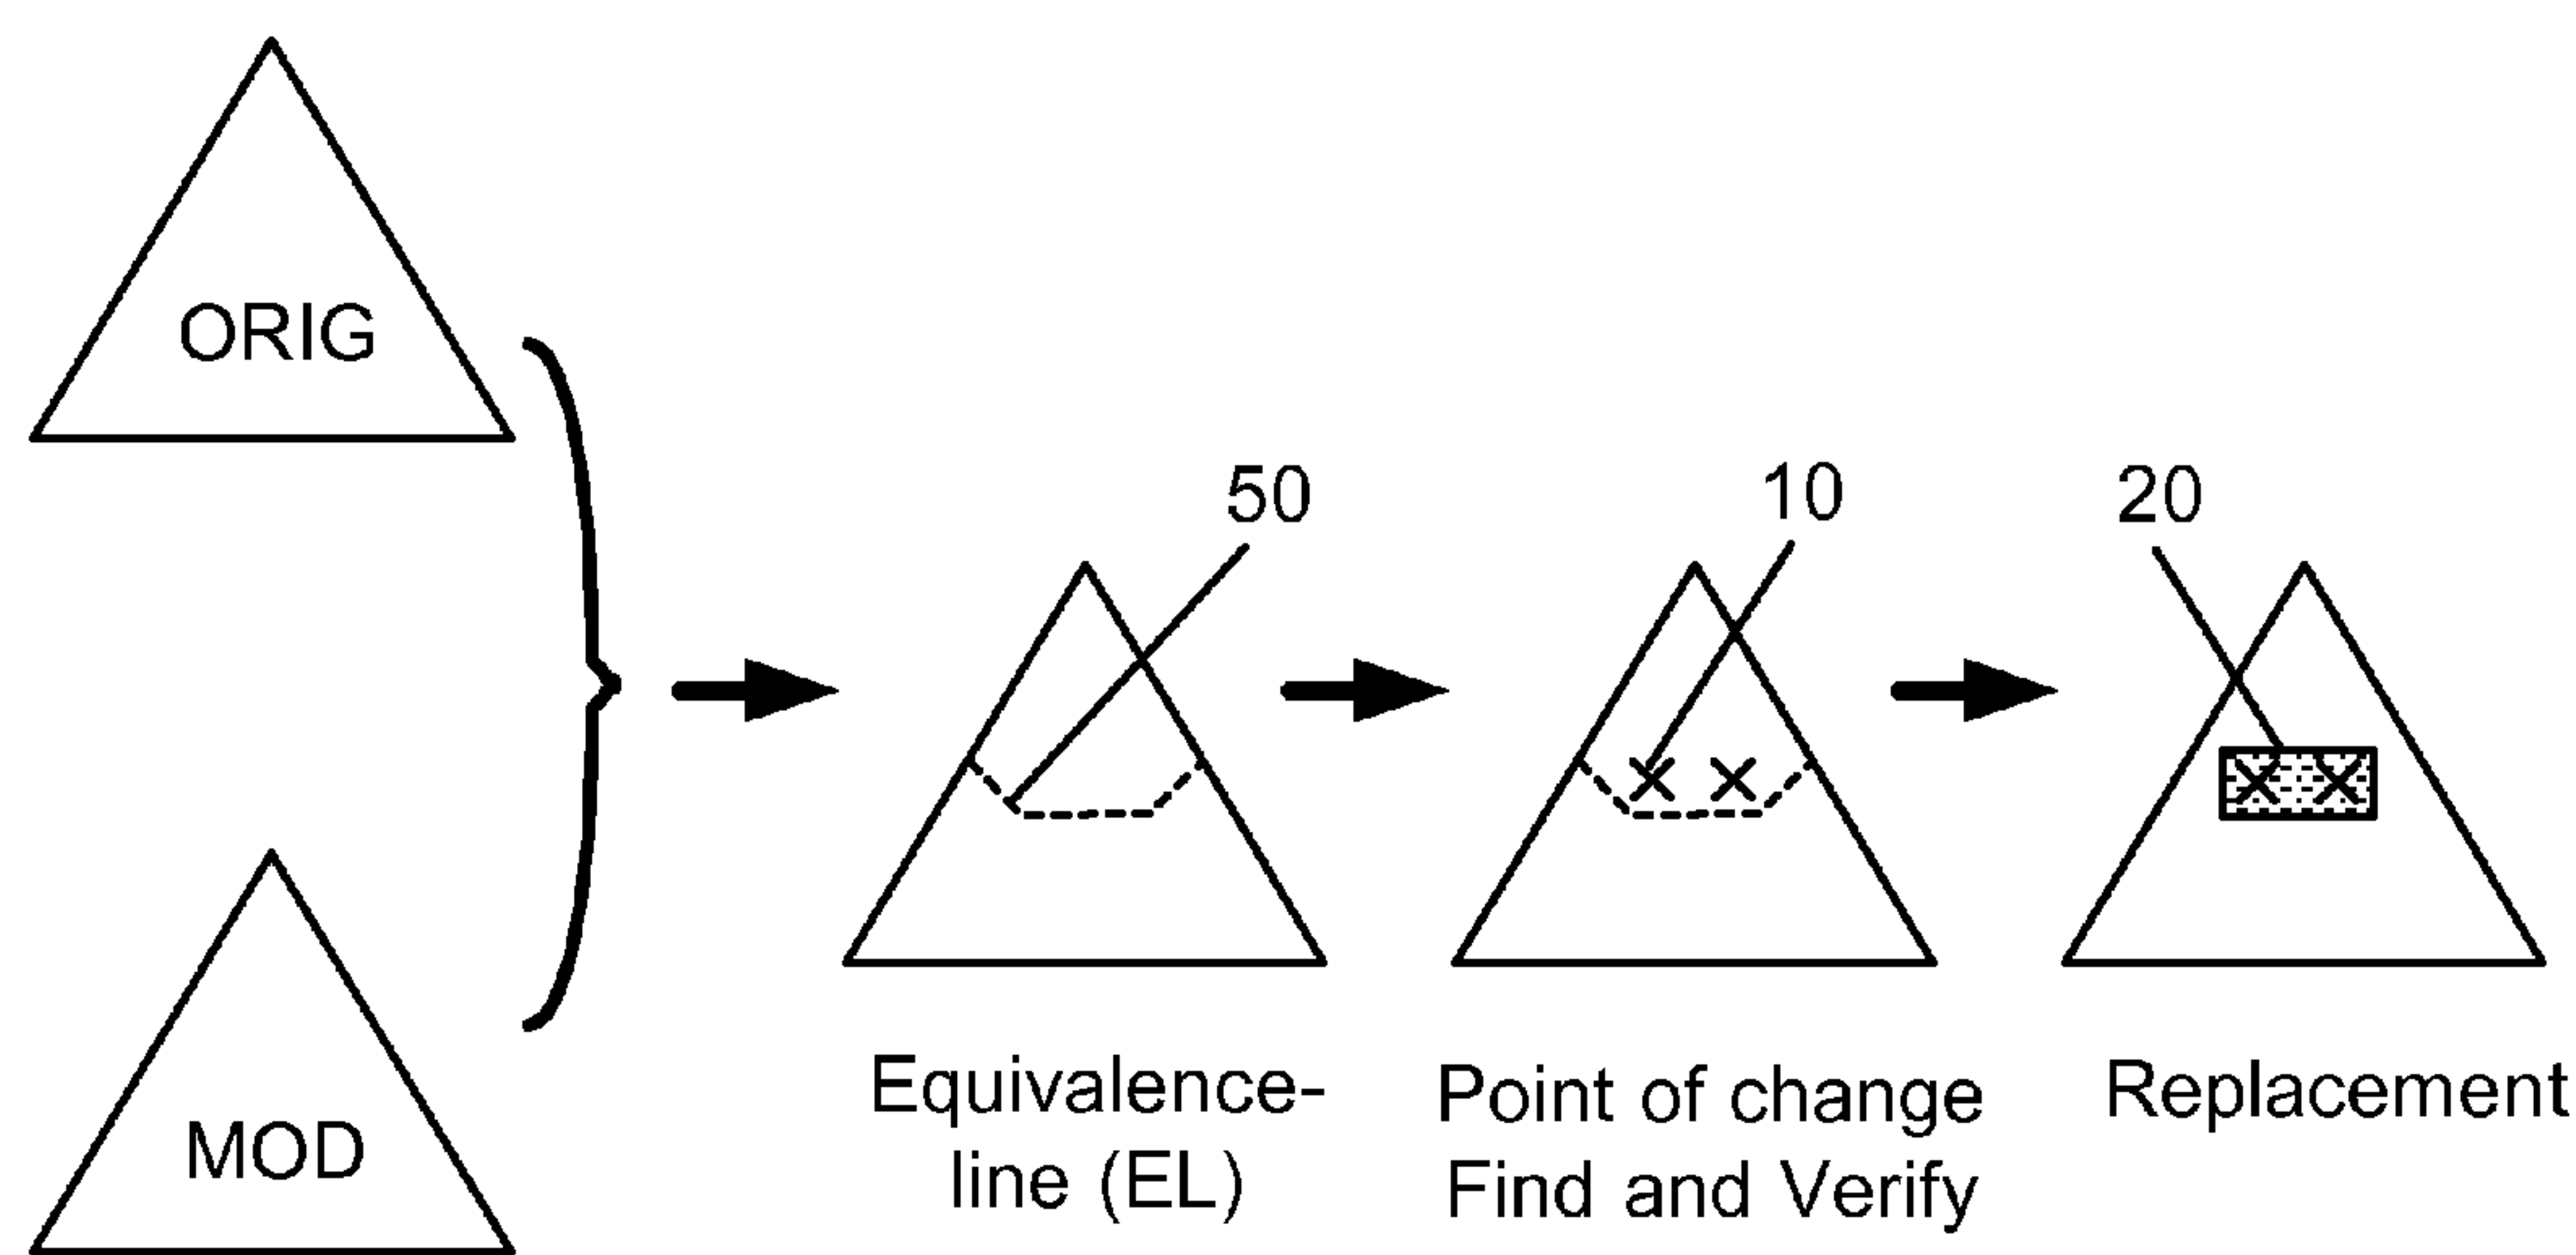 ORIG
MOD
50
10
20
Equivalence-
line (EL)
Point of change
Find and Verify
Replacement